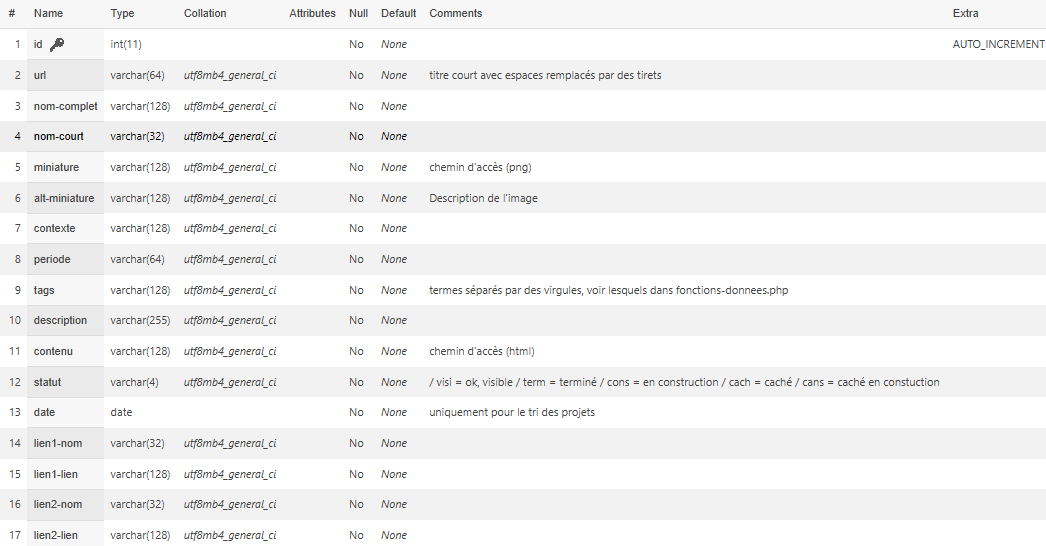 # Name Type Collation Attributes Null Default Comments Extra
1 id int(11) No None AUTO_INCREMENT
2 url varchar(64) utf8mb4_general_ci No None titre court avec espaces remplacés par des tirets
3 nom-complet varchar(128) utf8mb4_general_ci No None
4 nom-court varchar(32) utf8mb4_general_ci No None
5 miniature varchar(128) utf8mb4_general_ci No None chemin d'accès (png)
6 alt-miniature varchar(128) utf8mb4_general_ci No None Description de l'image
7 contexte varchar(128) utf8mb4_general_ci No None
8 periode varchar(64) utf8mb4_general_ci No None
9 tags varchar(128) utf8mb4_general_ci No None termes séparés par des virgules, voir lesquels dans fonctions-donnees.php
10 description varchar(255) utf8mb4_general_ci No None
11 contenu varchar(128) utf8mb4_general_ci No None chemin d'accès (html)
12 statut varchar(4) utf8mb4_general_ci No None / visi = ok, visible / term = terminé / cons = en construction / cach = caché / cans = caché en constuction
13 date date No None uniquement pour le tri des projets
14 lien1-nom varchar(32) utf8mb4_general_ci No None
15 lien1-lien varchar(128) utf8mb4_general_ci No None
16 lien2-nom varchar(32) utf8mb4_general_ci No None
17 lien2-lien varchar(128) utf8mb4_general_ci No None